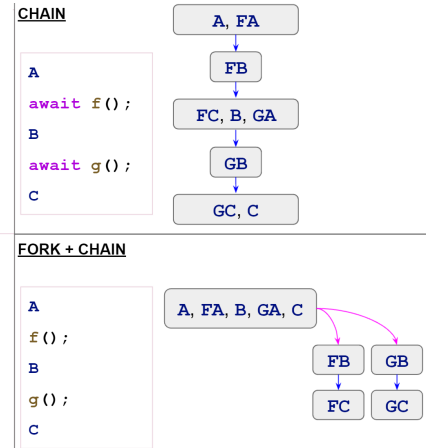 CHAIN
A
await f();
B
await g();
C
A, FA
FB
FC, B, GA
GB
GC, C
FORK + CHAIN
A
f();
B
g();
C
A, FA, B, GA, C
FB GB
FC GC